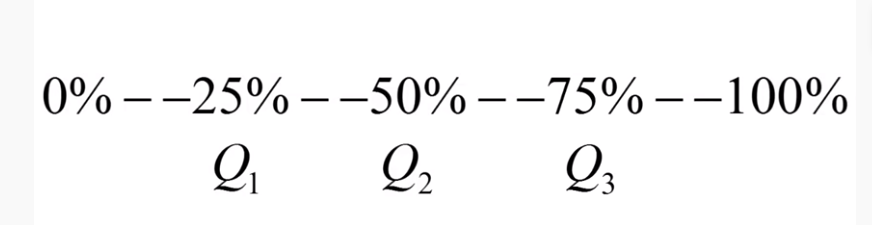 0% – –25% – –50% – –75% – –100%
Q₁ Q₂ Q₃